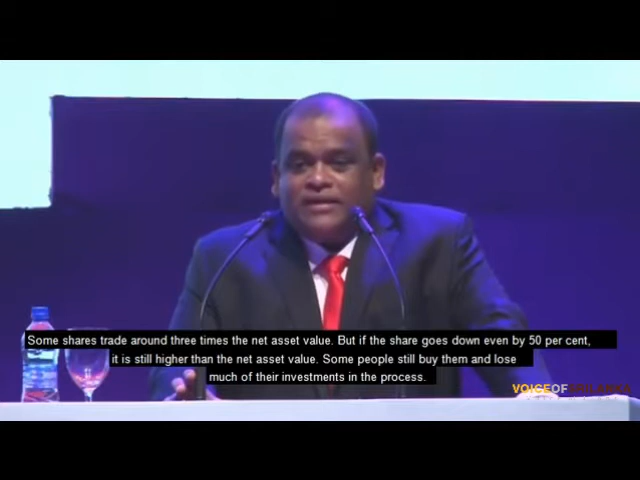 Some shares trade around three times the net asset value. But if the share goes down even by 50 per cent,
it is still higher than the net asset value. Some people still buy them and lose
much of their investments in the process.
VOICEOFSRILANKA